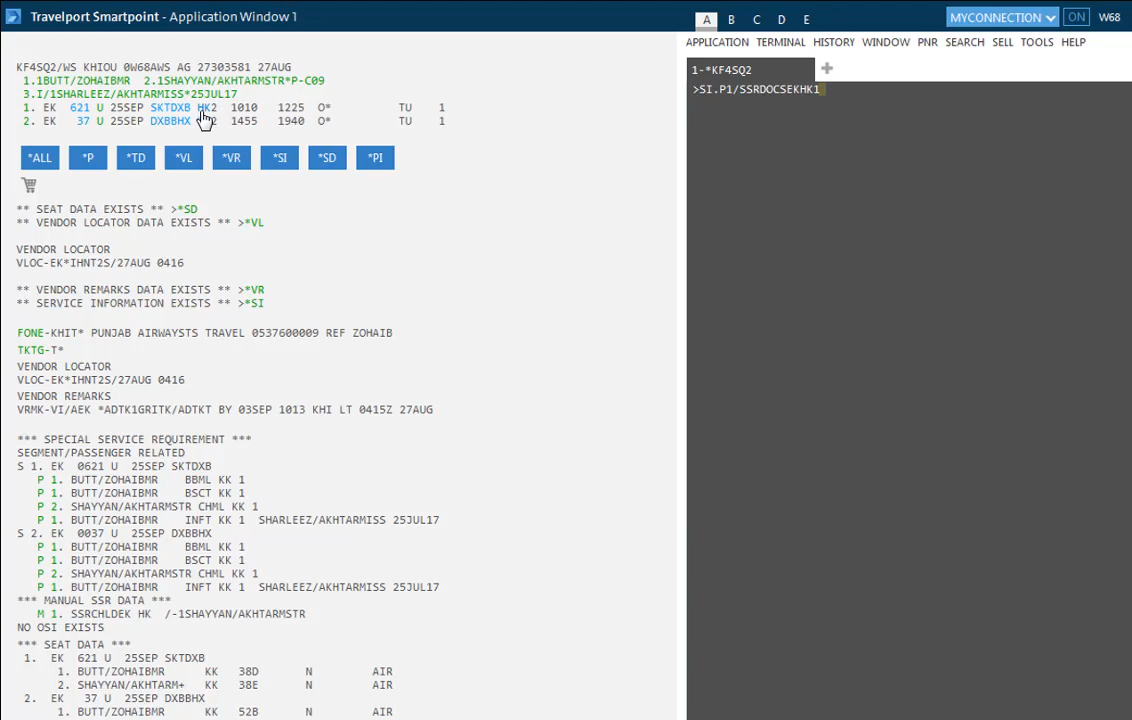 Travelport Smartpoint - Application Window 1
A B C D E
MYCONNECTION ON W68
APPLICATION TERMINAL HISTORY WINDOW PNR SEARCH SELL TOOLS HELP
1-*KF4SQ2
>SI.P1/SSRDOCSEKHK1
KF4SQ2/WS KHIOU 0W68AWS AG 27303581 27AUG
1.1BUTT/ZOHAIBMR 2.1SHAYYAN/AKHTARMSTR*P-C09
3.I/1SHARLEEZ/AKHTARMISS*25JUL17
1. EK 621 U 25SEP SKTDXB HK2 1010 1225 O* TU 1
2. EK 37 U 25SEP DXBBHX 2 1455 1940 O* TU 1
*ALL *P *TD *VL *VR *SI *SD *PI
** SEAT DATA EXISTS ** >*SD
** VENDOR LOCATOR DATA EXISTS ** >*VL
VENDOR LOCATOR
VLOC-EK*IHNT2S/27AUG 0416
** VENDOR REMARKS DATA EXISTS ** >*VR
** SERVICE INFORMATION EXISTS ** >*SI
FONE-KHIT* PUNJAB AIRWAYSTS TRAVEL 0537600009 REF ZOHAIB
TKTG-T*
VENDOR LOCATOR
VLOC-EK*IHNT2S/27AUG 0416
VENDOR REMARKS
VRMK-VI/AEK *ADTK1GRITK/ADTKT BY 03SEP 1013 KHI LT 0415Z 27AUG
*** SPECIAL SERVICE REQUIREMENT ***
SEGMENT/PASSENGER RELATED
S 1. EK 0621 U 25SEP SKTDXB
P 1. BUTT/ZOHAIBMR BBML KK 1
P 1. BUTT/ZOHAIBMR BSCT KK 1
P 2. SHAYYAN/AKHTARMSTR CHML KK 1
P 1. BUTT/ZOHAIBMR INFT KK 1 SHARLEEZ/AKHTARMISS 25JUL17
S 2. EK 0037 U 25SEP DXBBHX
P 1. BUTT/ZOHAIBMR BBML KK 1
P 1. BUTT/ZOHAIBMR BSCT KK 1
P 2. SHAYYAN/AKHTARMSTR CHML KK 1
P 1. BUTT/ZOHAIBMR INFT KK 1 SHARLEEZ/AKHTARMISS 25JUL17
*** MANUAL SSR DATA ***
M 1. SSRCHLDEK HK /-1SHAYYAN/AKHTARMSTR
NO OSI EXISTS
*** SEAT DATA ***
1. EK 621 U 25SEP SKTDXB
1. BUTT/ZOHAIBMR KK 38D N AIR
2. SHAYYAN/AKHTARM+ KK 38E N AIR
2. EK 37 U 25SEP DXBBHX
1. BUTT/ZOHAIBMR KK 52B N AIR